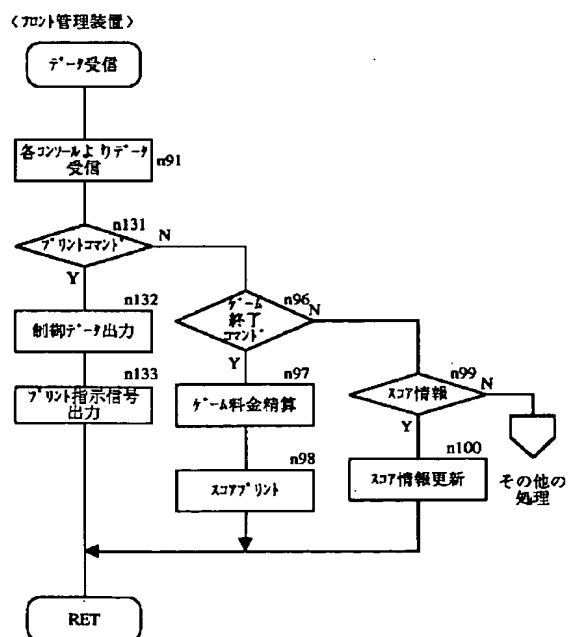 〈フロント管理装置〉
データ受信
各コンソールよりデータ
受信
n91
n131
プリントコマンド
N
Y
n132
制御データ出力
n133
プリント指示信号
出力
n96
ゲーム
終了
コマンド
N
Y
n97
ゲーム料金精算
n98
スコアプリント
n99
スコア情報
N
Y
n100
スコア情報更新
その他の
処理
RET